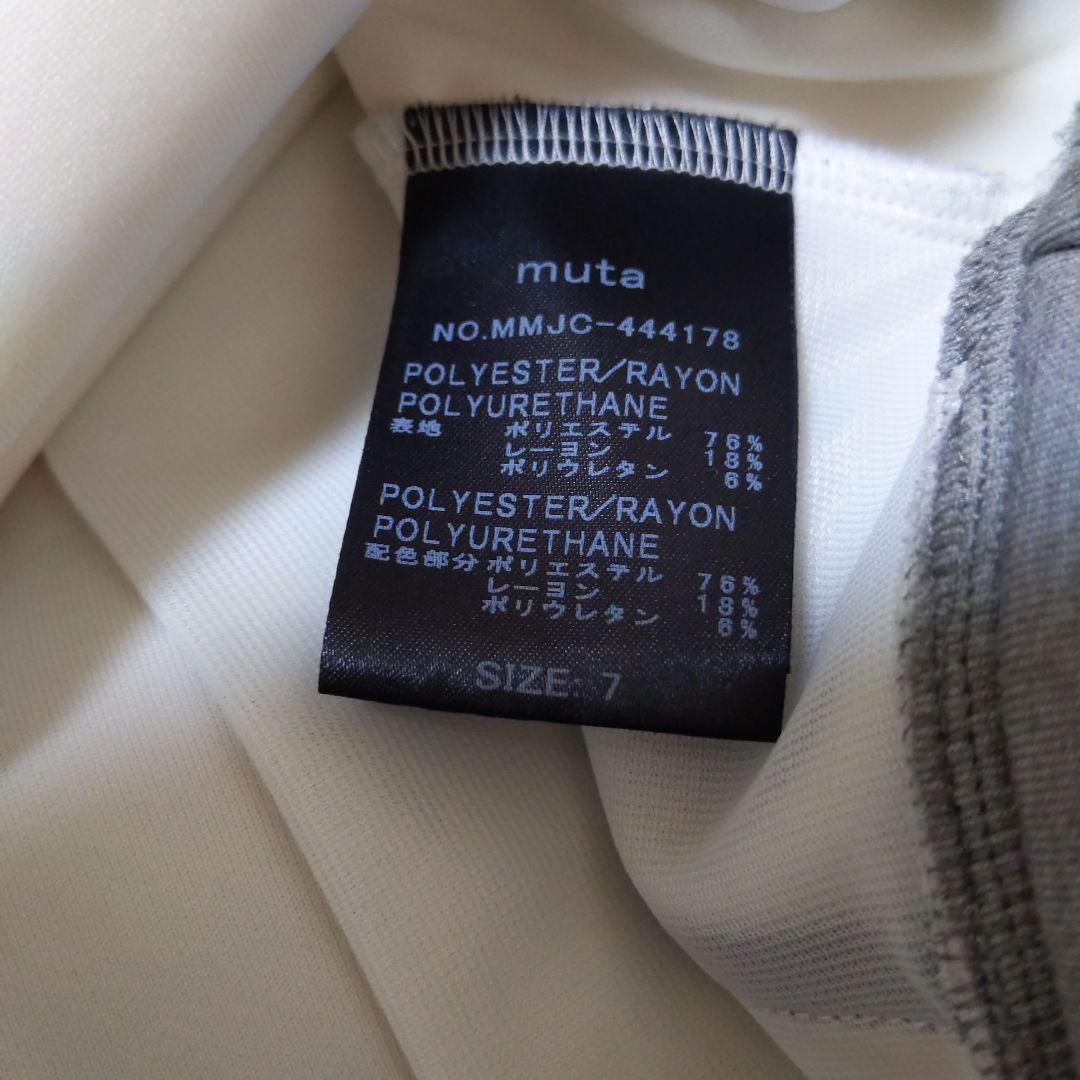 muta
NO.MMJC-444178
POLYESTER/RAYON
POLYURETHANE
表地 ポリエステル 76%
レーヨン 18%
ポリウレタン 6%
POLYESTER/RAYON
POLYURETHANE
配色部分 ポリエステル 76%
レーヨン 18%
ポリウレタン 6%
SIZE: 7